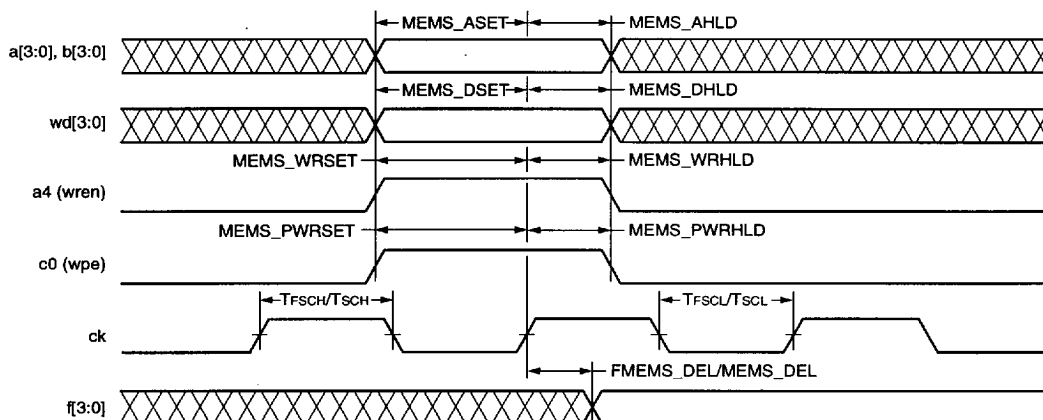 MEMS_ASET MEMS_AHLD
a[3:0], b[3:0]
MEMS_DSET MEMS_DHLD
wd[3:0]
MEMS_WRSET MEMS_WRHLD
a4 (wren)
MEMS_PWRSET MEMS_PWRHLD
c0 (wpe)
TFSCH/TSCH TFSCL/TSCL
ck
FMEMS_DEL/MEMS_DEL
f[3:0]